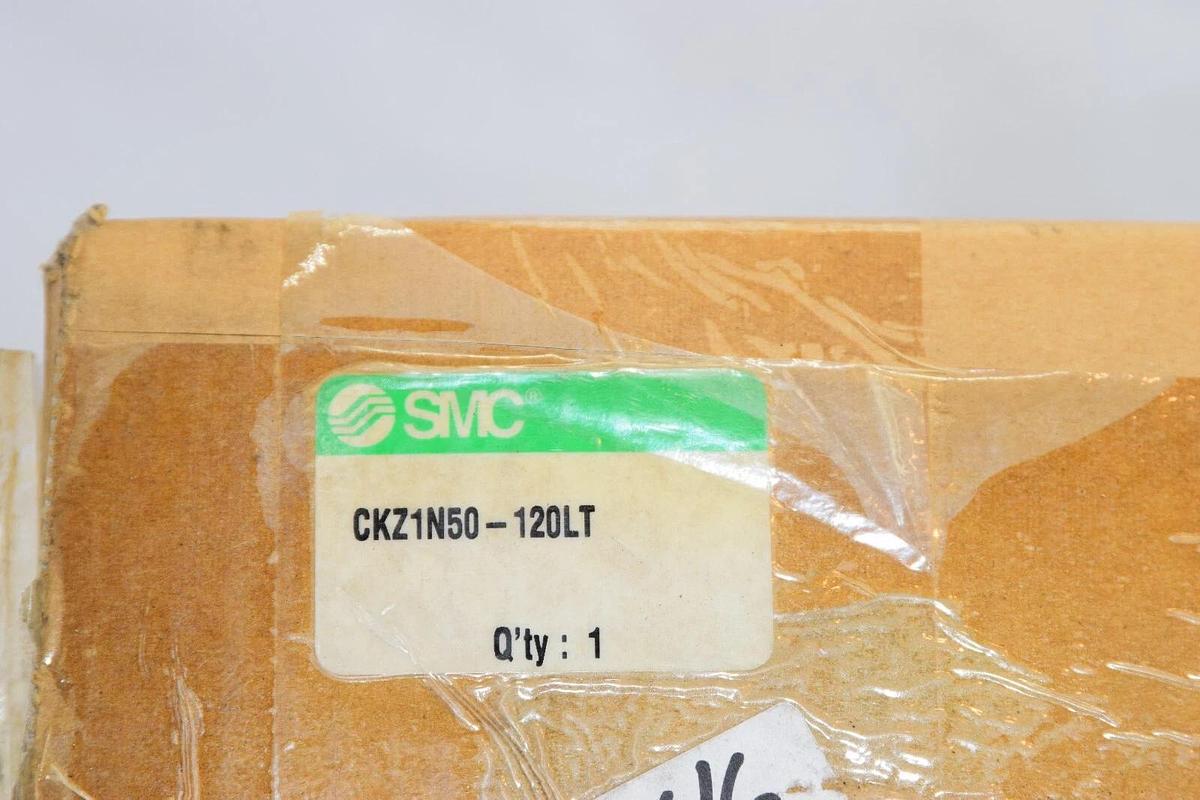 SMC®
CKZ1N50-120LT
Q'ty : 1